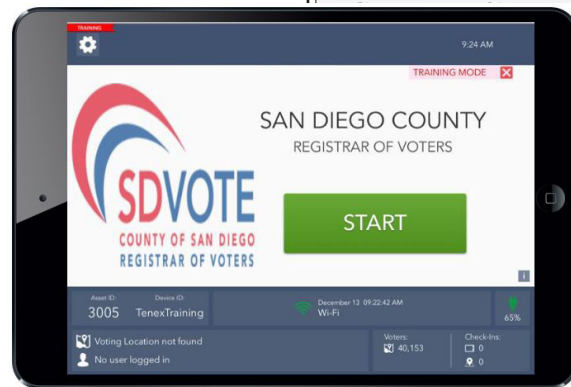 TRAINING
9:24 AM
TRAINING MODE
SAN DIEGO COUNTY
REGISTRAR OF VOTERS
SDVOTE
COUNTY OF SAN DIEGO
REGISTRAR OF VOTERS
START
i
Asset ID: Device ID:
3005 TenexTraining
December 13 09:22:42 AM
Wi-Fi
65%
Voting Location not found
No user logged in
Voters:
40,153
Check-Ins:
0
0